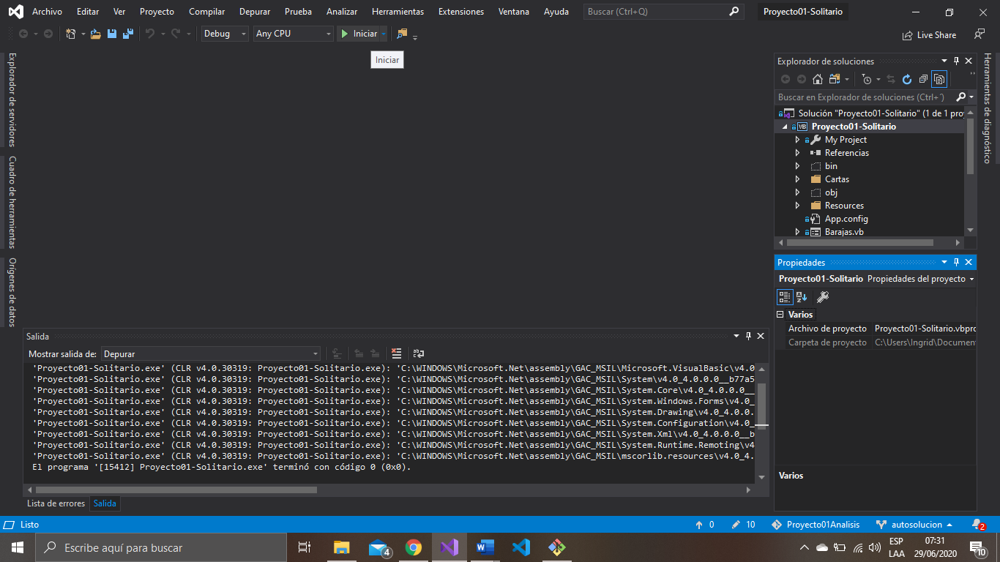 Archivo Editar Ver Proyecto Compilar Depurar Prueba Analizar Herramientas Extensiones Ventana Ayuda Buscar (Ctrl+Q) Proyecto01-Solitario
Debug Any CPU Iniciar Live Share
Iniciar
Explorador de servidores
Cuadro de herramientas
Orígenes de datos
Explorador de soluciones
Buscar en Explorador de soluciones (Ctrl+´)
Solución "Proyecto01-Solitario" (1 de 1 pro
Proyecto01-Solitario
My Project
Referencias
bin
Cartas
obj
Resources
App.config
Barajas.vb
Herramientas de diagnóstico
Propiedades
Proyecto01-Solitario Propiedades del proyecto
Varios
Archivo de proyecto Proyecto01-Solitario.vbpro
Carpeta de proyecto C:\Users\Ingrid\Documen
Varios
Salida
Mostrar salida de: Depurar
'Proyecto01-Solitario.exe' (CLR v4.0.30319: Proyecto01-Solitario.exe): 'C:\WINDOWS\Microsoft.Net\assembly\GAC_MSIL\Microsoft.VisualBasic\v4.0
'Proyecto01-Solitario.exe' (CLR v4.0.30319: Proyecto01-Solitario.exe): 'C:\WINDOWS\Microsoft.Net\assembly\GAC_MSIL\System\v4.0_4.0.0.0__b77a5
'Proyecto01-Solitario.exe' (CLR v4.0.30319: Proyecto01-Solitario.exe): 'C:\WINDOWS\Microsoft.Net\assembly\GAC_MSIL\System.Core\v4.0_4.0.0.0__
'Proyecto01-Solitario.exe' (CLR v4.0.30319: Proyecto01-Solitario.exe): 'C:\WINDOWS\Microsoft.Net\assembly\GAC_MSIL\System.Windows.Forms\v4.0_
'Proyecto01-Solitario.exe' (CLR v4.0.30319: Proyecto01-Solitario.exe): 'C:\WINDOWS\Microsoft.Net\assembly\GAC_MSIL\System.Drawing\v4.0_4.0.0.
'Proyecto01-Solitario.exe' (CLR v4.0.30319: Proyecto01-Solitario.exe): 'C:\WINDOWS\Microsoft.Net\assembly\GAC_MSIL\System.Configuration\v4.0_
'Proyecto01-Solitario.exe' (CLR v4.0.30319: Proyecto01-Solitario.exe): 'C:\WINDOWS\Microsoft.Net\assembly\GAC_MSIL\System.Xml\v4.0_4.0.0.0__b
'Proyecto01-Solitario.exe' (CLR v4.0.30319: Proyecto01-Solitario.exe): 'C:\WINDOWS\Microsoft.Net\assembly\GAC_MSIL\System.Runtime.Remoting\v4
'Proyecto01-Solitario.exe' (CLR v4.0.30319: Proyecto01-Solitario.exe): 'C:\WINDOWS\Microsoft.Net\assembly\GAC_MSIL\mscorlib.resources\v4.0_4.
El programa '[15412] Proyecto01-Solitario.exe' terminó con código 0 (0x0).
Lista de errores Salida
Listo 0 10 Proyecto01Analisis autosolucion 2
Escribe aquí para buscar 4 ESP 07:31
LAA 29/06/2020 10